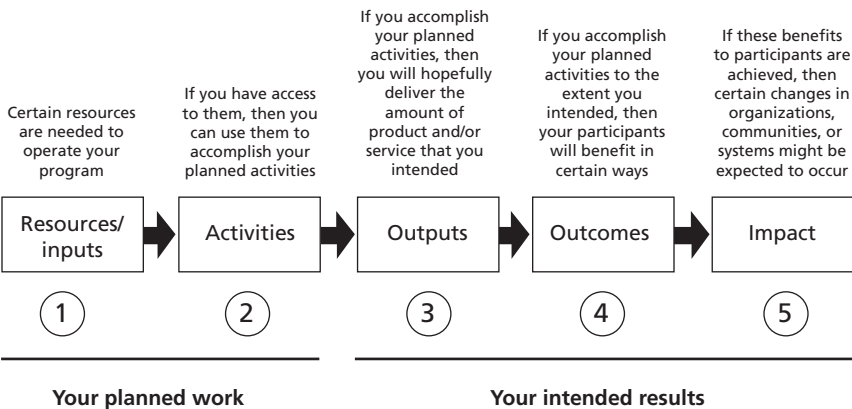 Certain resources
are needed to
operate your
program
If you have access
to them, then you
can use them to
accomplish your
planned activities
If you accomplish
your planned
activities, then
you will hopefully
deliver the
amount of
product and/or
service that you
intended
If you accomplish
your planned
activities to the
extent you
intended, then
your participants
will benefit in
certain ways
If these benefits
to participants are
achieved, then
certain changes in
organizations,
communities, or
systems might be
expected to occur
Resources/
inputs
Activities
Outputs
Outcomes
Impact
1
2
3
4
5
Your planned work
Your intended results